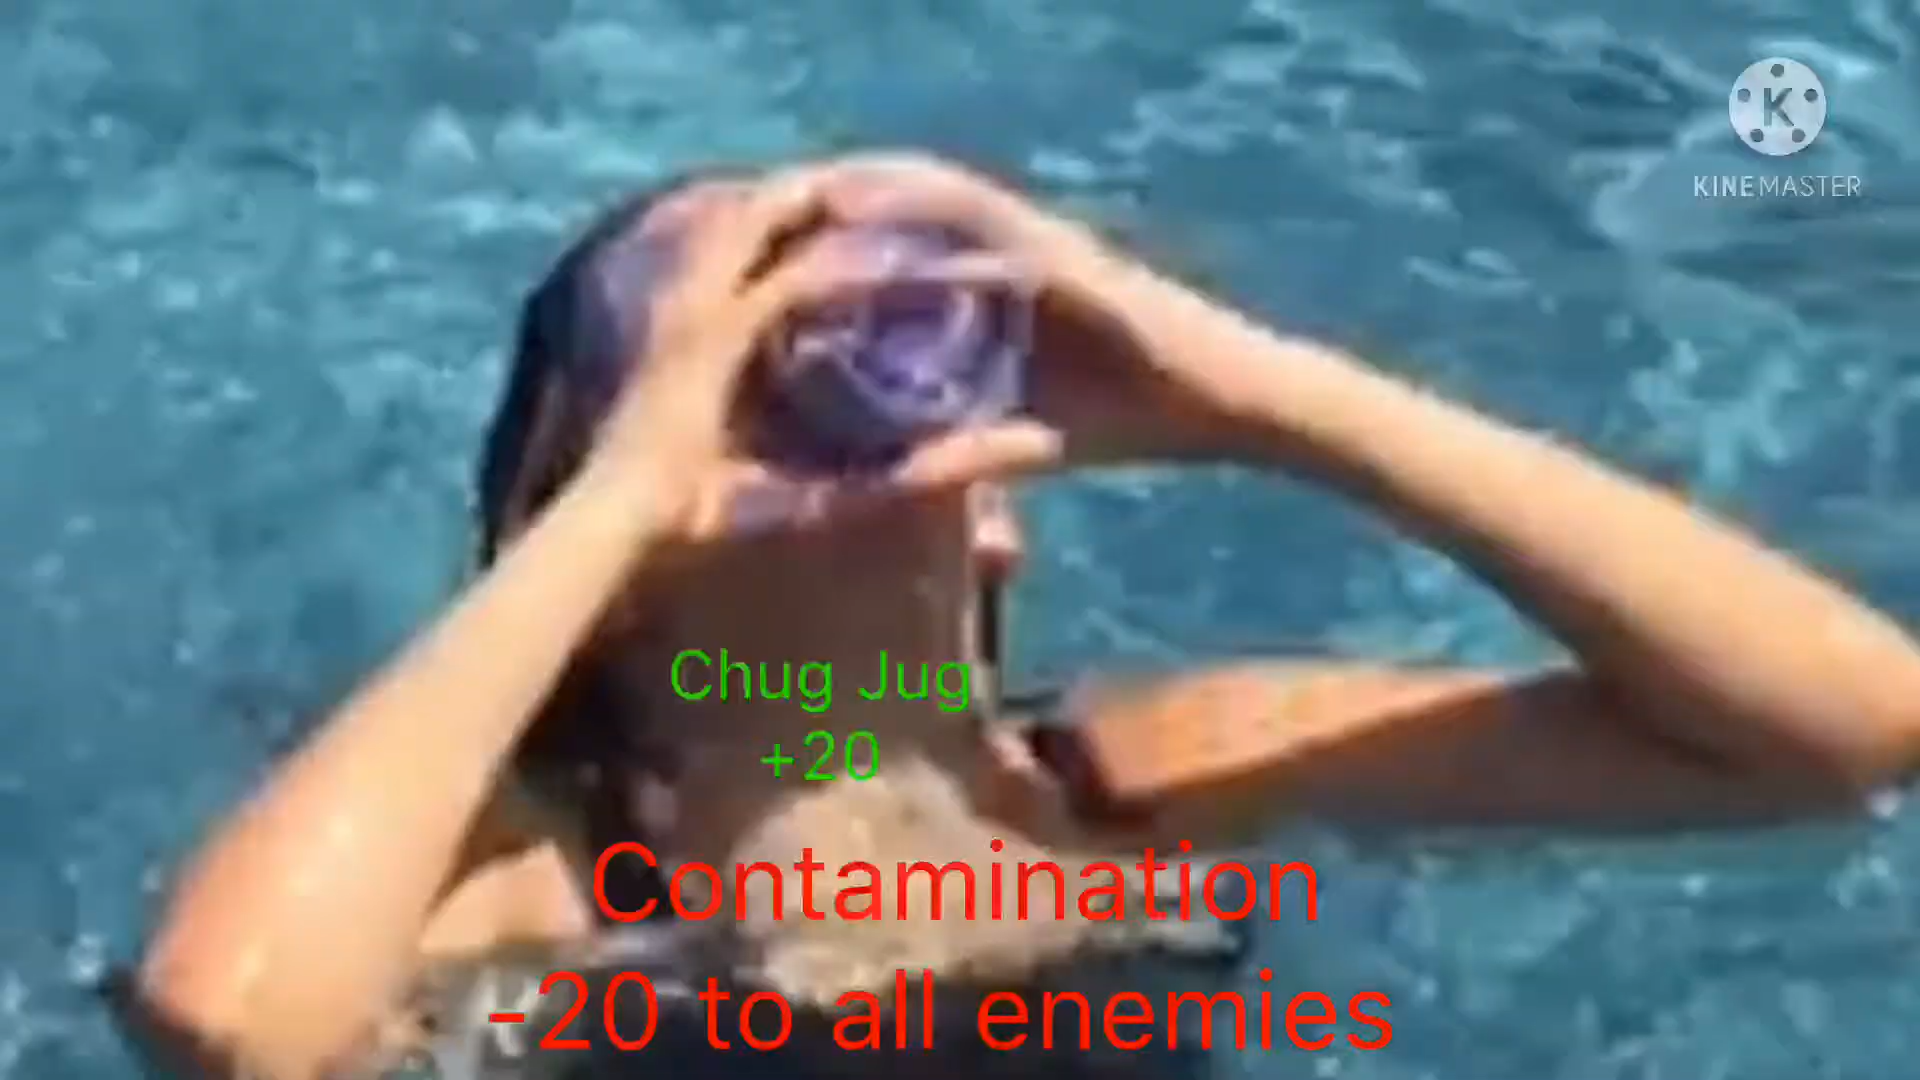 K
KINEMASTER
Chug Jug
+20
Contamination
-20 to all enemies